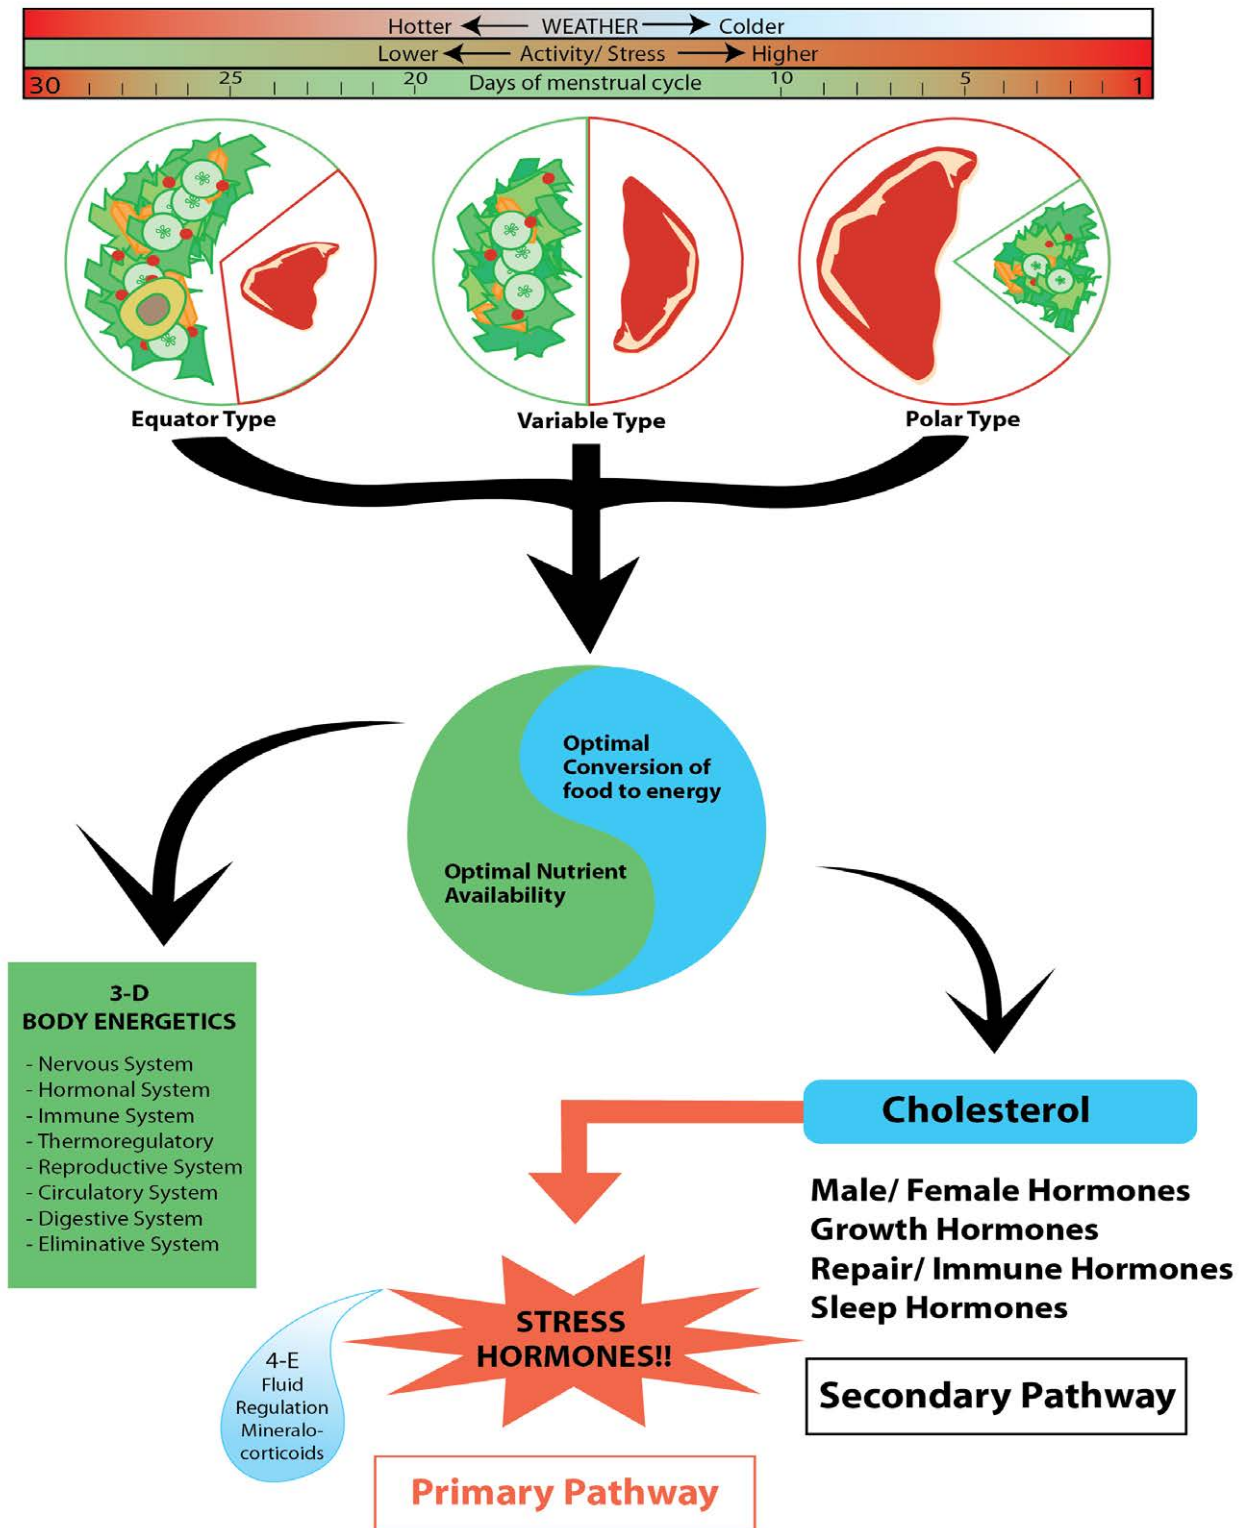 Hotter WEATHER Colder
Lower Activity/ Stress Higher
30 25 20 Days of menstrual cycle 10 5 1
Equator Type
Variable Type
Polar Type
Optimal
Conversion of
food to energy
Optimal Nutrient
Availability
3-D
BODY ENERGETICS
- Nervous System
- Hormonal System
- Immune System
- Thermoregulatory
- Reproductive System
- Circulatory System
- Digestive System
- Eliminative System
Cholesterol
Male/ Female Hormones
Growth Hormones
Repair/ Immune Hormones
Sleep Hormones
STRESS
HORMONES!!
4-E
Fluid
Regulation
Mineralo-
corticoids
Secondary Pathway
Primary Pathway